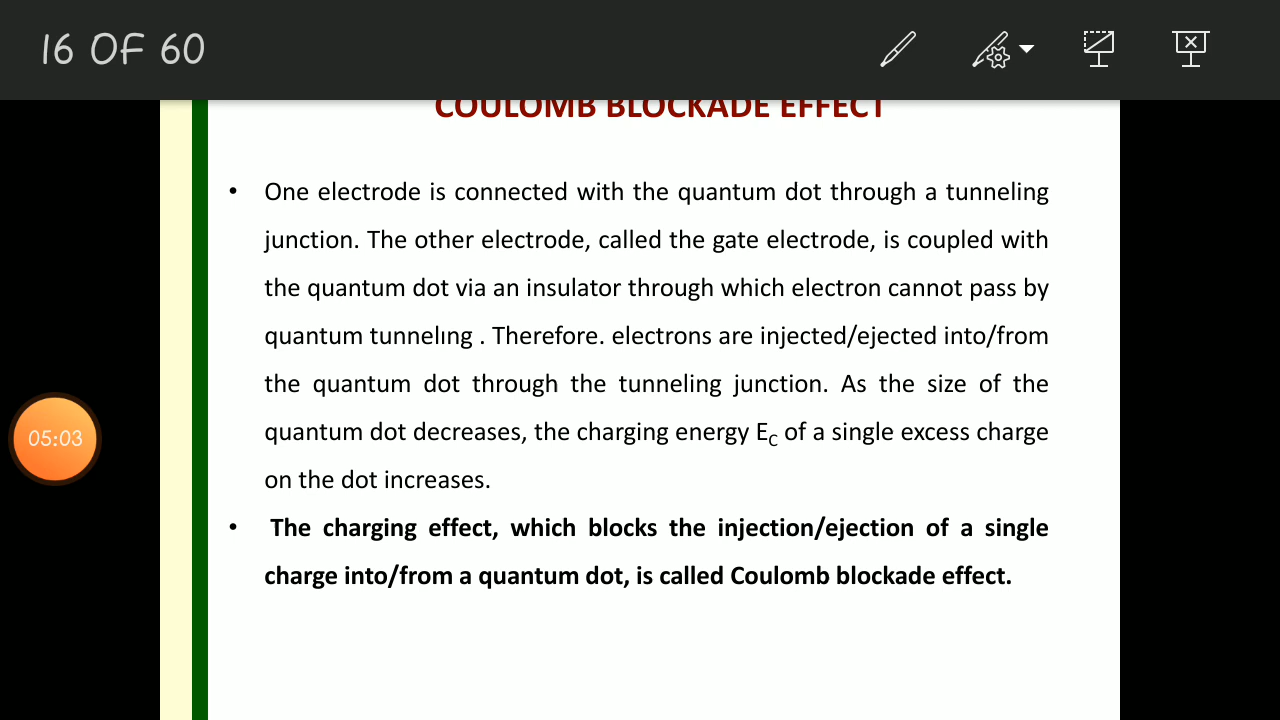 16 OF 60
COULOMB BLOCKADE EFFECT
• One electrode is connected with the quantum dot through a tunneling
junction. The other electrode, called the gate electrode, is coupled with
the quantum dot via an insulator through which electron cannot pass by
quantum tunnelıng . Therefore. electrons are injected/ejected into/from
the quantum dot through the tunneling junction. As the size of the
quantum dot decreases, the charging energy E_C of a single excess charge
on the dot increases.
• The charging effect, which blocks the injection/ejection of a single
charge into/from a quantum dot, is called Coulomb blockade effect.
05:03